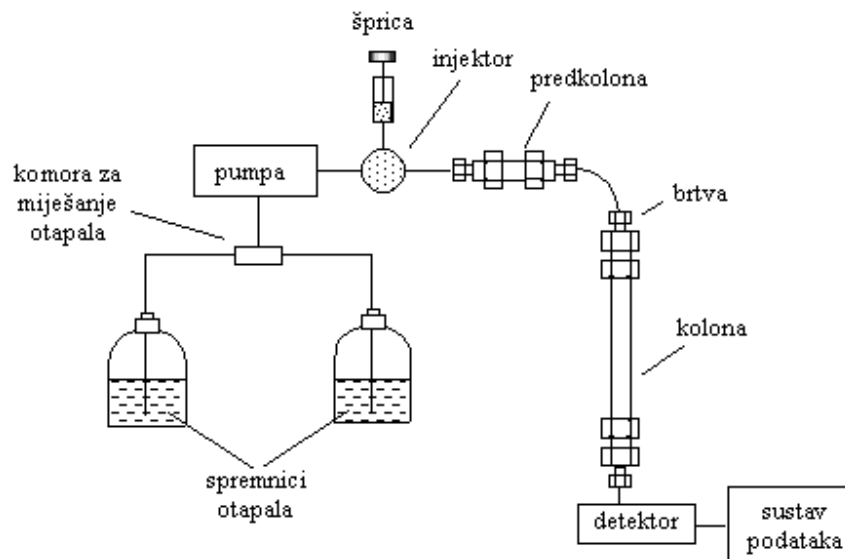 šprica
injektor
predkolona
pumpa
komora za
miješanje
otapala
brtva
kolona
spremnici
otapala
detektor
sustav
podataka